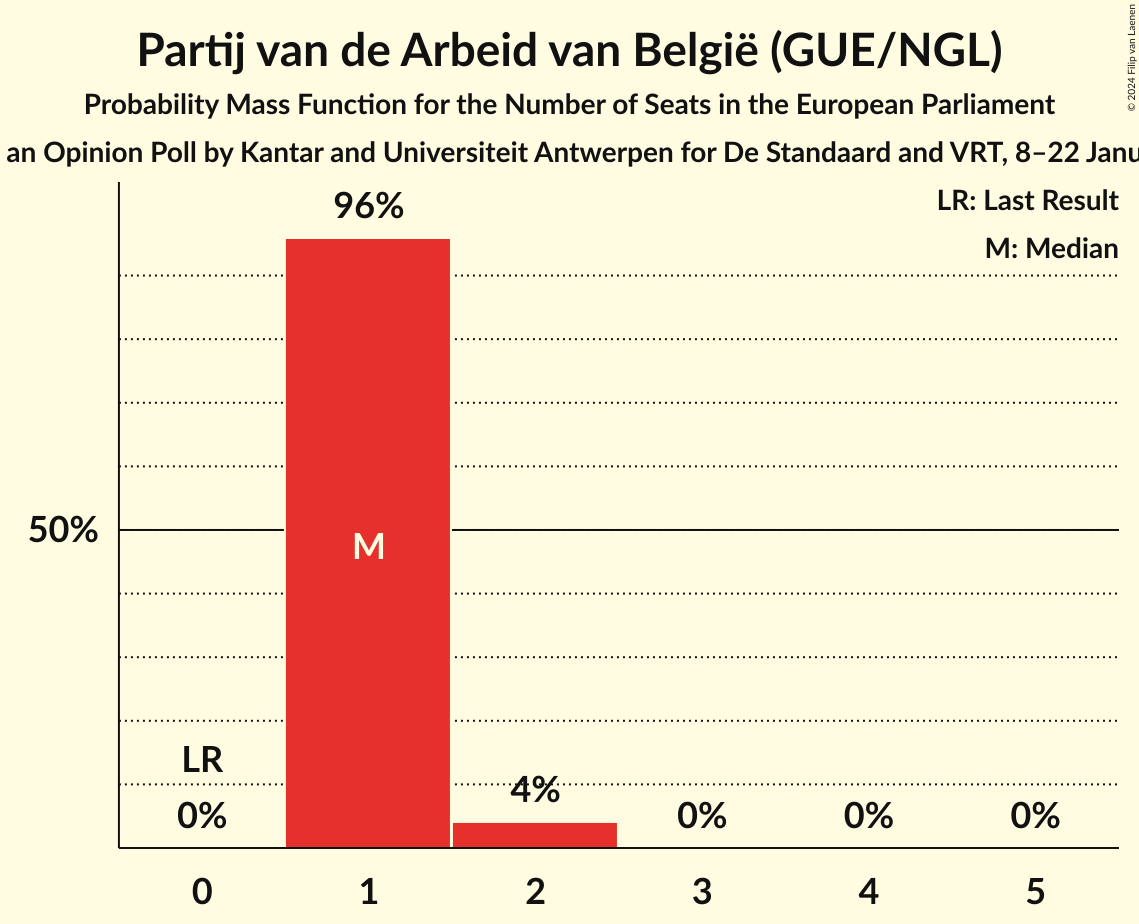 Partij van de Arbeid van België (GUE/NGL)
Probability Mass Function for the Number of Seats in the European Parliament
an Opinion Poll by Kantar and Universiteit Antwerpen for De Standaard and VRT, 8–22 Janu
© 2024 Filip van Laenen
LR: Last Result
M: Median
96%
50%
M
LR
0%
4%
0%
0%
0%
0 1 2 3 4 5